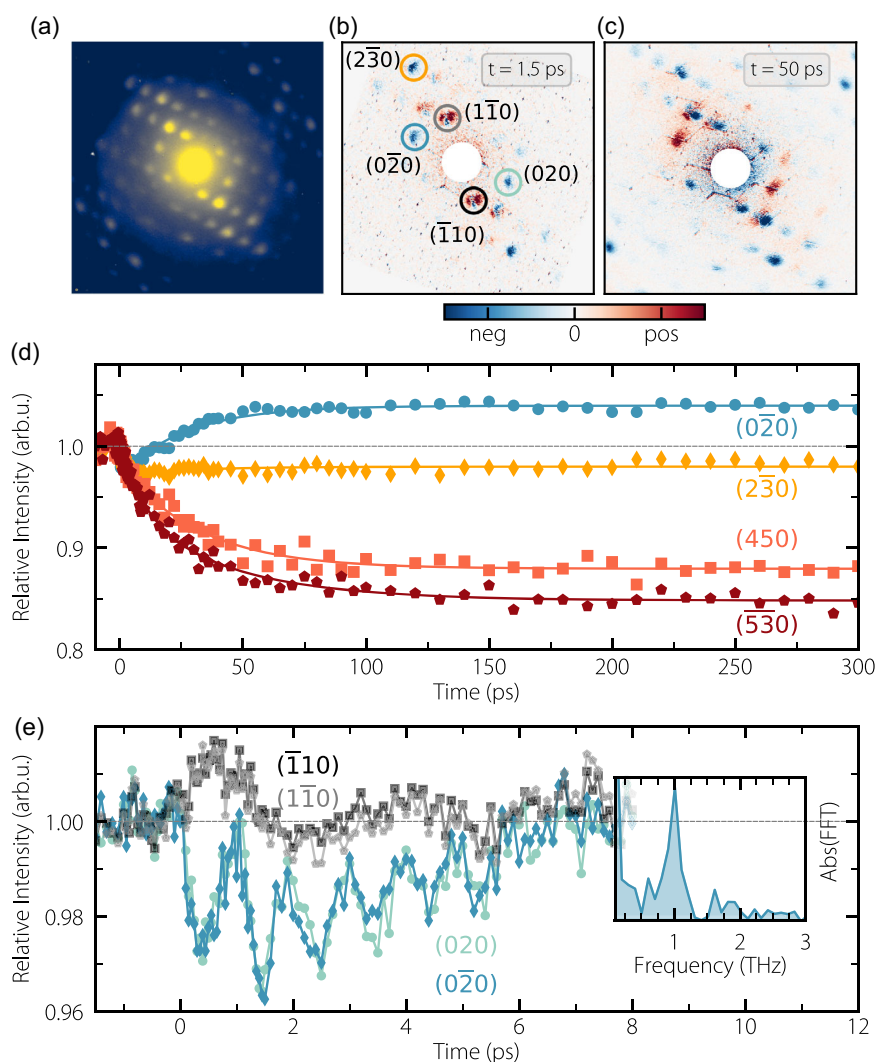 (a)
(b)
(c)
(2̅3̅0)
t = 1.5 ps
t = 50 ps
(11̅0)
(02̅0)
(020)
(1̅10)
neg 0 pos
(d)
Relative Intensity (arb.u.)
1.0
0.9
0.8
(02̅0)
(23̅0)
(450)
(5̅3̅0)
0 50 100 150 200 250 300
Time (ps)
(e)
Relative Intensity (arb.u.)
1.00
0.98
0.96
(1̅10)
(11̅0)
(020)
(02̅0)
Abs(FFT)
1 2 3
Frequency (THz)
0 2 4 6 8 10 12
Time (ps)